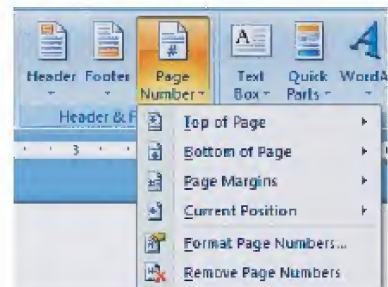 Header Footer Page Number Text Box Quick Parts WordA
Header & F
3
Top of Page
Bottom of Page
Page Margins
Current Position
Format Page Numbers...
Remove Page Numbers